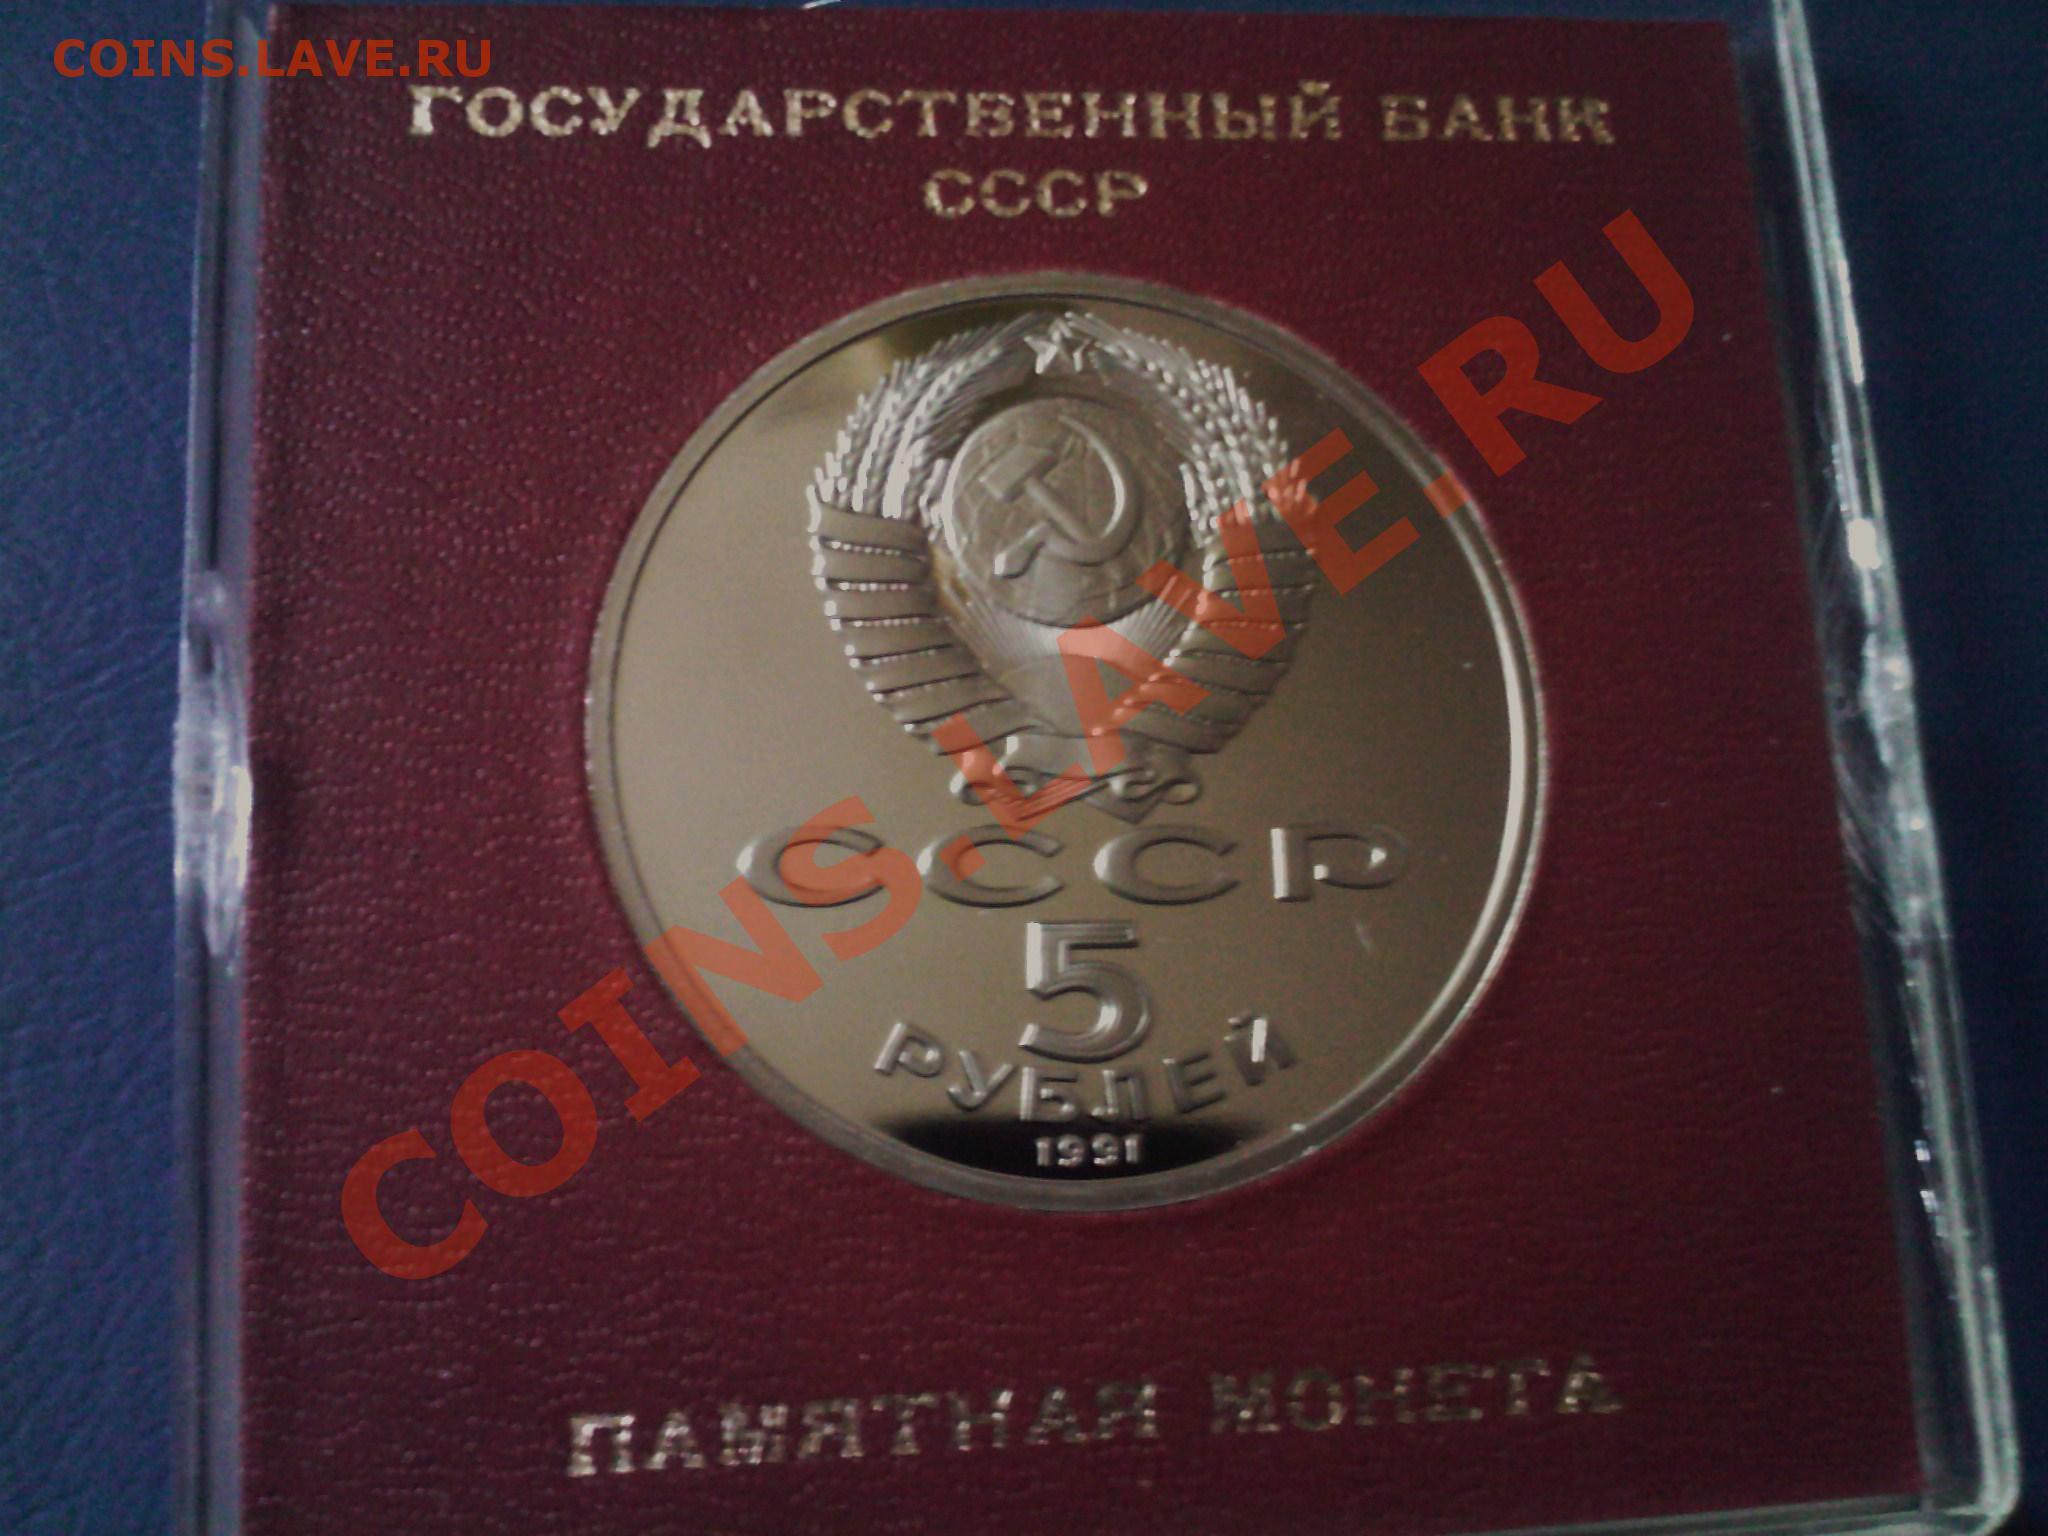 COINS.LAVE.RU
ГОСУДАРСТВЕННЫЙ БАНК
СССР
COINS.LAVE.RU
СССР
5
РУБЛЕЙ
1991
ПАМЯТНАЯ МОНЕТА